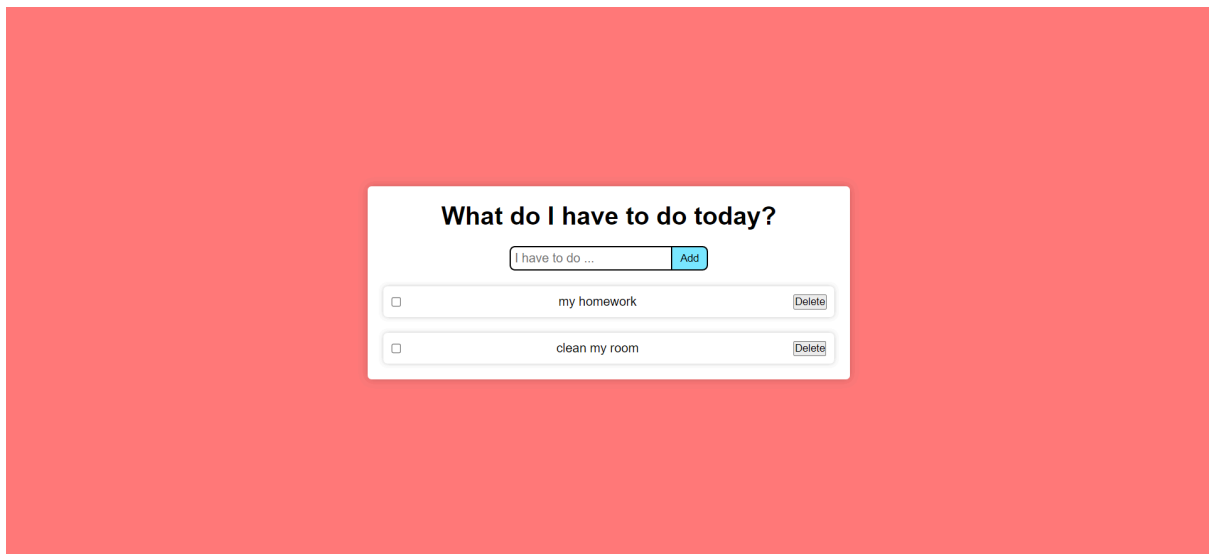 What do I have to do today?
I have to do ... Add
my homework Delete
clean my room Delete